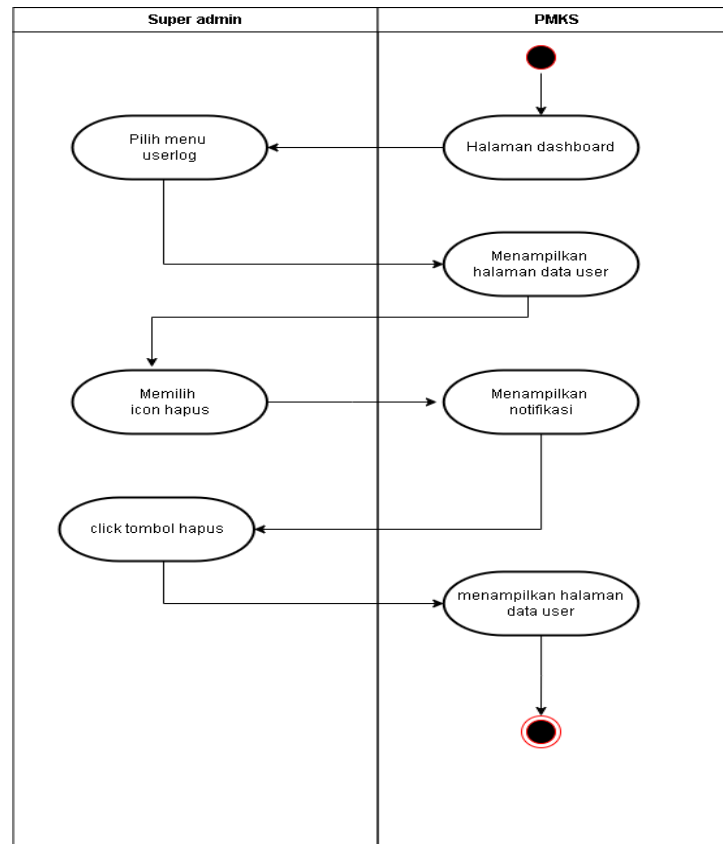 Super admin
PMKS
Halaman dashboard
Pilih menu
userlog
Menampilkan
halaman data user
Memilih
icon hapus
Menampilkan
notifikasi
click tombol hapus
menampilkan halaman
data user